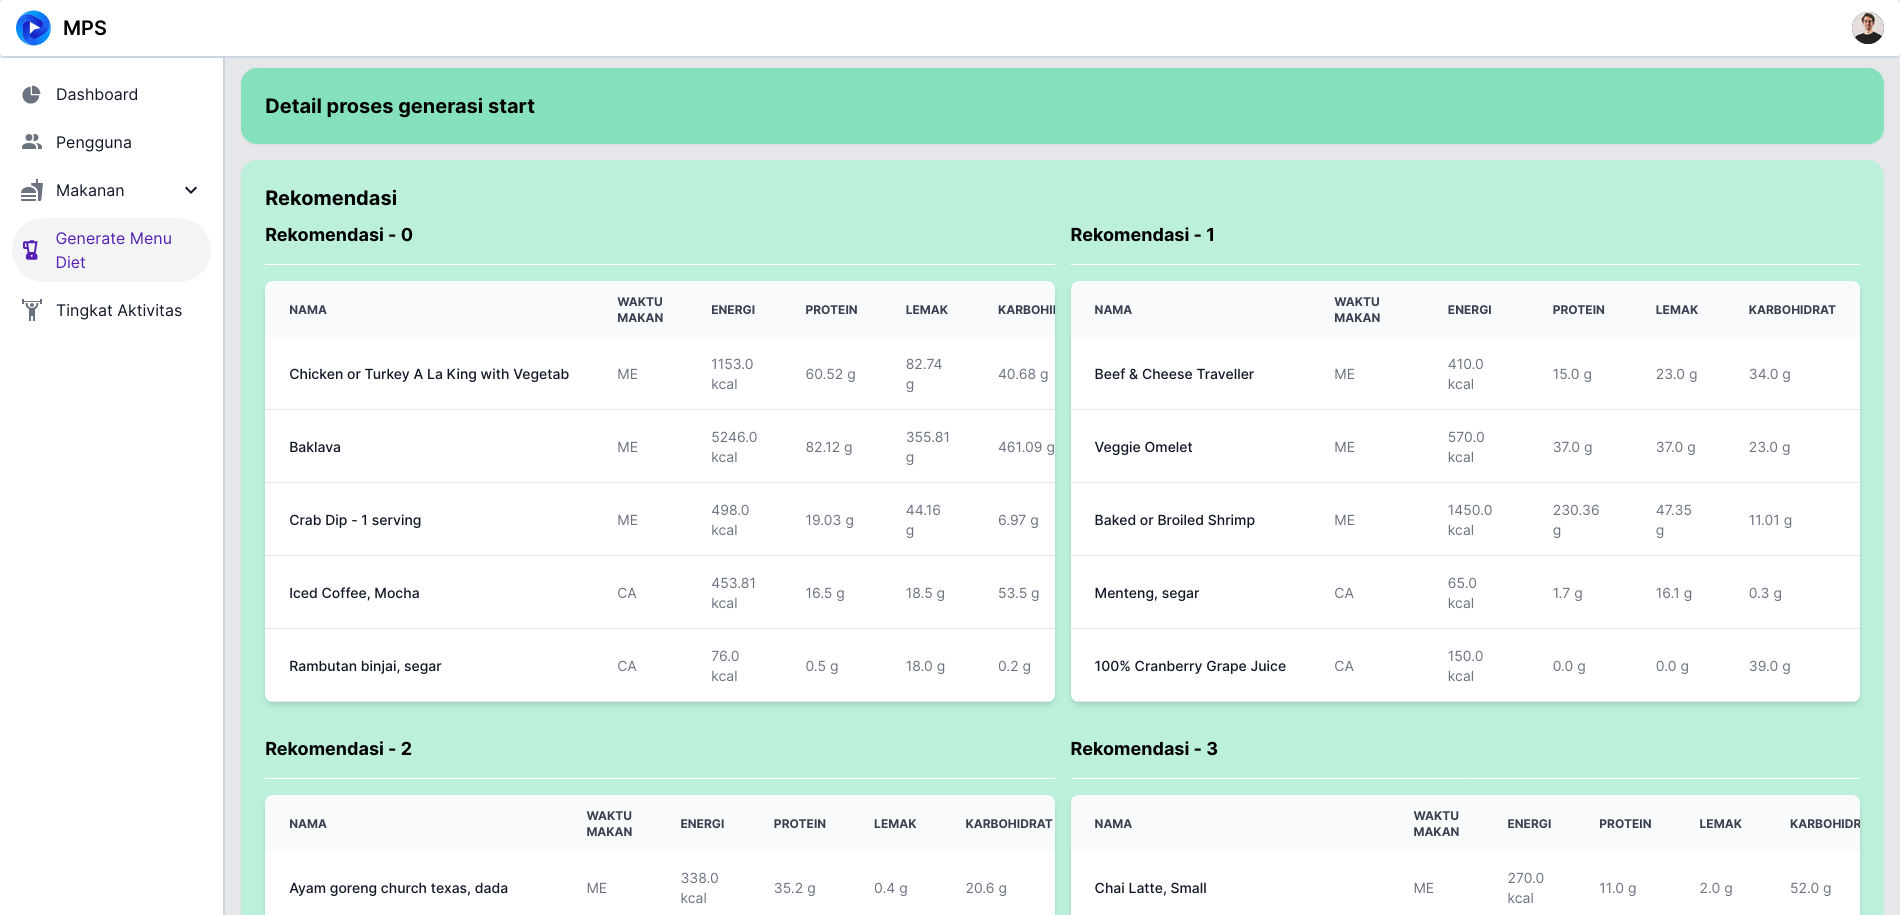 MPS
Dashboard
Pengguna
Makanan
Generate Menu
Diet
Tingkat Aktivitas
Detail proses generasi start
Rekomendasi
Rekomendasi - 0
NAMA WAKTU MAKAN ENERGI PROTEIN LEMAK KARBOHI
Chicken or Turkey A La King with Vegetab ME 1153.0 kcal 60.52 g 82.74 g 40.68 g
Baklava ME 5246.0 kcal 82.12 g 355.81 g 461.09 g
Crab Dip - 1 serving ME 498.0 kcal 19.03 g 44.16 g 6.97 g
Iced Coffee, Mocha CA 453.81 kcal 16.5 g 18.5 g 53.5 g
Rambutan binjai, segar CA 76.0 kcal 0.5 g 18.0 g 0.2 g
Rekomendasi - 1
NAMA WAKTU MAKAN ENERGI PROTEIN LEMAK KARBOHIDRAT
Beef & Cheese Traveller ME 410.0 kcal 15.0 g 23.0 g 34.0 g
Veggie Omelet ME 570.0 kcal 37.0 g 37.0 g 23.0 g
Baked or Broiled Shrimp ME 1450.0 kcal 230.36 g 47.35 g 11.01 g
Menteng, segar CA 65.0 kcal 1.7 g 16.1 g 0.3 g
100% Cranberry Grape Juice CA 150.0 kcal 0.0 g 0.0 g 39.0 g
Rekomendasi - 2
NAMA WAKTU MAKAN ENERGI PROTEIN LEMAK KARBOHIDRAT
Ayam goreng church texas, dada ME 338.0 kcal 35.2 g 0.4 g 20.6 g
Rekomendasi - 3
NAMA WAKTU MAKAN ENERGI PROTEIN LEMAK KARBOHIDR
Chai Latte, Small ME 270.0 kcal 11.0 g 2.0 g 52.0 g